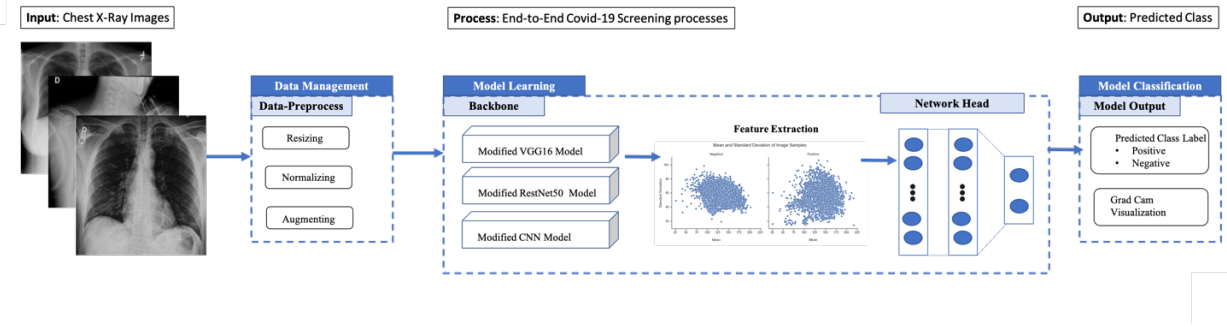 Input: Chest X-Ray Images
Process: End-to-End Covid-19 Screening processes
Output: Predicted Class
D
Data Management
Data-Preprocess
Resizing
Normalizing
Augmenting
Model Learning
Backbone
Modified VGG16 Model
Modified RestNet50 Model
Modified CNN Model
Feature Extraction
Mean and Standard Deviation of Image Samples
Negative
Positive
Standard Deviation
Mean
Mean
Network Head
Model Classification
Model Output
Predicted Class Label
• Positive
• Negative
Grad Cam
Visualization